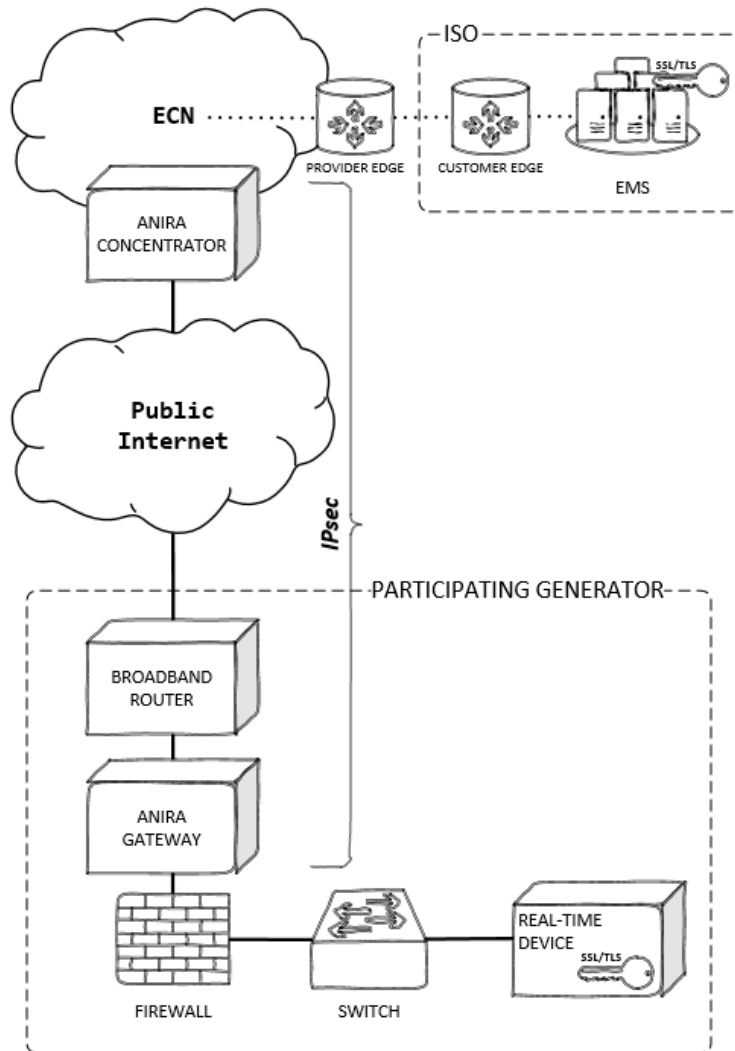 ISO
SSL/TLS
ECN
PROVIDER EDGE
CUSTOMER EDGE
EMS
ANIRA
CONCENTRATOR
Public
Internet
IPsec
PARTICIPATING GENERATOR
BROADBAND
ROUTER
ANIRA
GATEWAY
REAL-TIME
DEVICE
SSL/TLS
FIREWALL
SWITCH